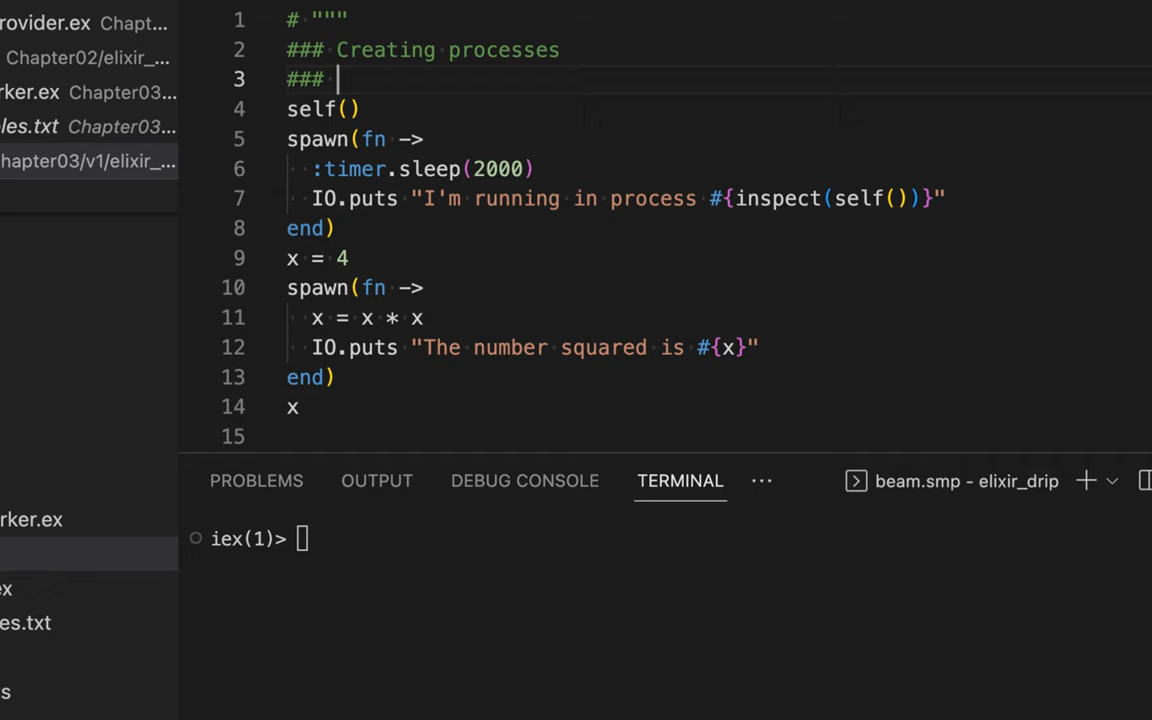 rovider.ex Chapt...
Chapter02/elixir_...
rker.ex Chapter03...
les.txt Chapter03...
hapter03/v1/elixir_...
rker.ex
ex
es.txt
s
1 # """
2 ### Creating processes
3 ###
4 self()
5 spawn(fn ->
6 :timer.sleep(2000)
7 IO.puts "I'm running in process #{inspect(self())}"
8 end)
9 x = 4
10 spawn(fn ->
11 x = x * x
12 IO.puts "The number squared is #{x}"
13 end)
14 x
15
PROBLEMS OUTPUT DEBUG CONSOLE TERMINAL ... beam.smp - elixir_drip
iex(1)>